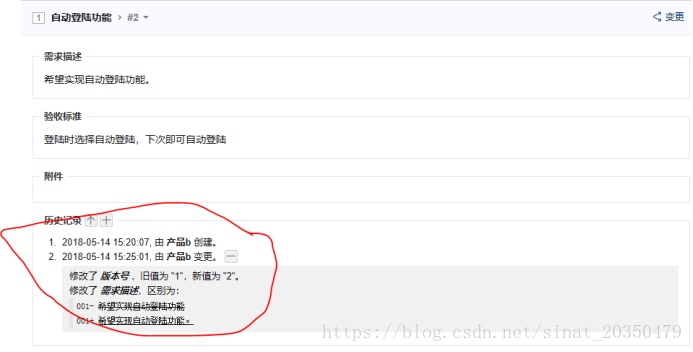 1 自动登陆功能 > #2 变更
需求描述
希望实现自动登陆功能。
验收标准
登陆时选择自动登陆，下次即可自动登陆
附件
历史记录
1. 2018-05-14 15:20:07, 由 产品b 创建。
2. 2018-05-14 15:25:01, 由 产品b 变更。
修改了 版本号，旧值为 "1"，新值为 "2"。
修改了 需求描述，区别为：
001- 希望实现自动登陆功能
001+ 希望实现自动登陆功能。
https://blog.csdn.net/sinat_20350479